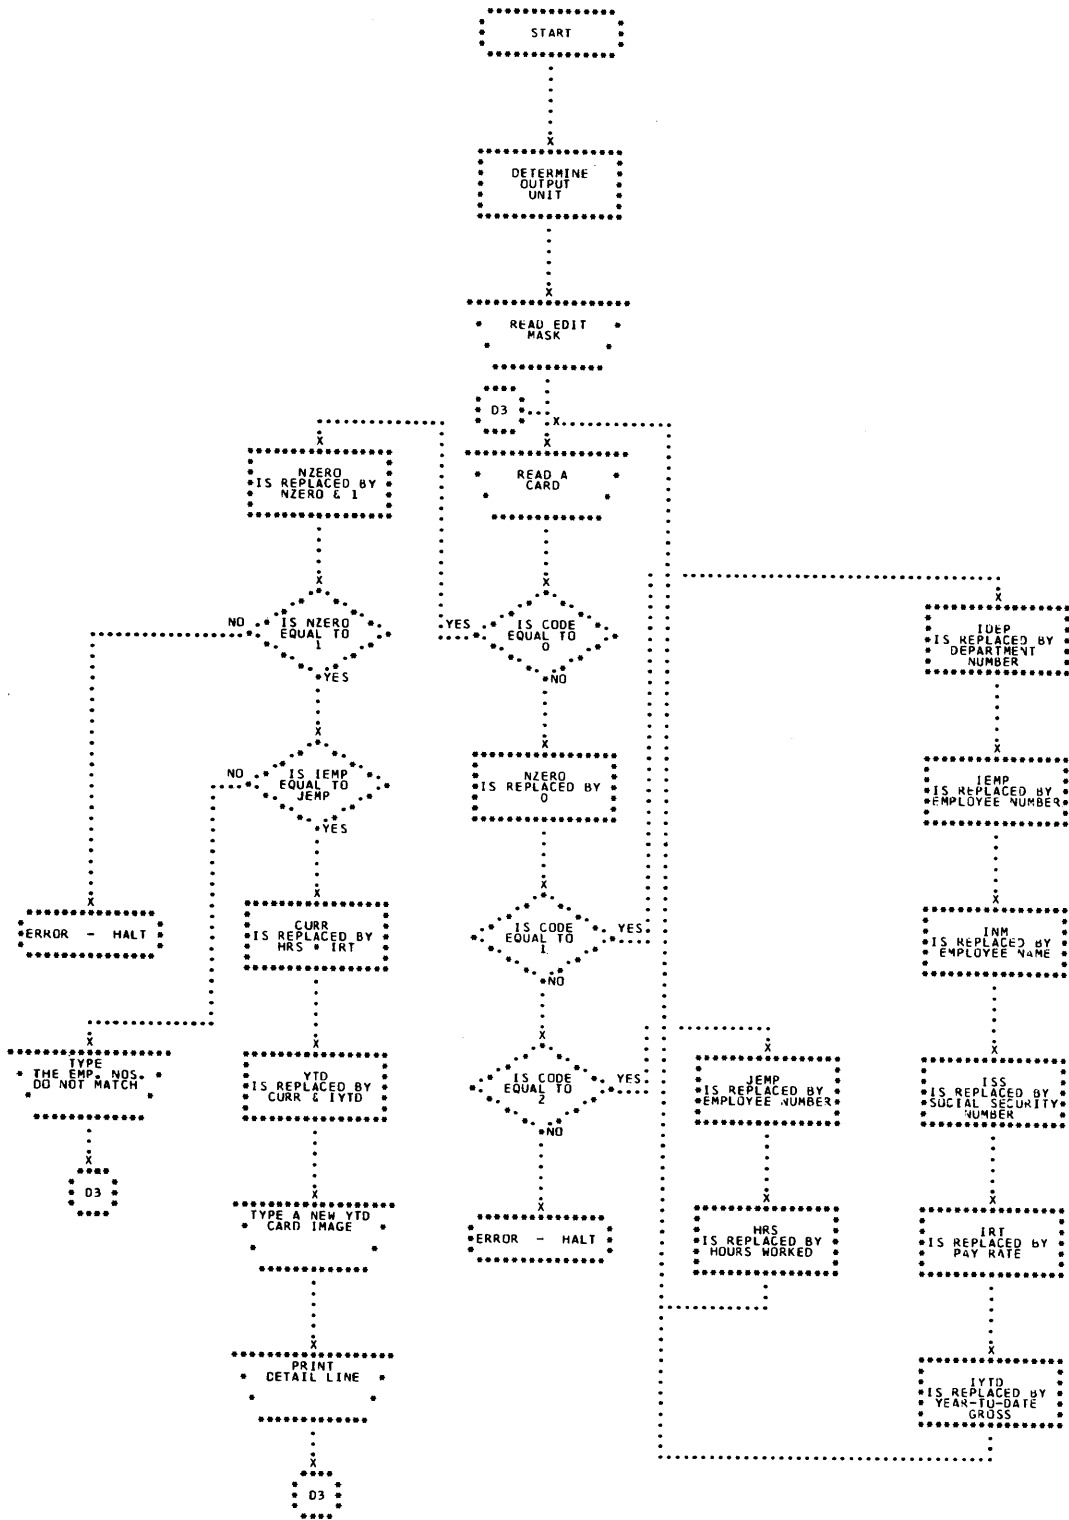 START
DETERMINE
OUTPUT
UNIT
READ EDIT
MASK
D3
READ A
CARD
NZERO
IS REPLACED BY
NZERO & 1
IS NZERO
EQUAL TO
1
NO
YES
IS CODE
EQUAL TO
0
YES
NO
IDEP
IS REPLACED BY
DEPARTMENT
NUMBER
IS IEMP
EQUAL TO
JEMP
NO
YES
NZERO
IS REPLACED BY
0
IEMP
IS REPLACED BY
EMPLOYEE NUMBER
ERROR - HALT
CURR
IS REPLACED BY
HRS * IRT
IS CODE
EQUAL TO
1
YES
NO
INM
IS REPLACED BY
EMPLOYEE NAME
TYPE
THE EMP. NOS.
DO NOT MATCH
YTD
IS REPLACED BY
CURR & IYTD
IS CODE
EQUAL TO
2
YES
NO
JEMP
IS REPLACED BY
EMPLOYEE NUMBER
ISS
IS REPLACED BY
SOCIAL SECURITY
NUMBER
D3
TYPE A NEW YTD
CARD IMAGE
ERROR - HALT
HRS
IS REPLACED BY
HOURS WORKED
IRT
IS REPLACED BY
PAY RATE
PRINT
DETAIL LINE
IYTD
IS REPLACED BY
YEAR-TO-DATE
GROSS
D3